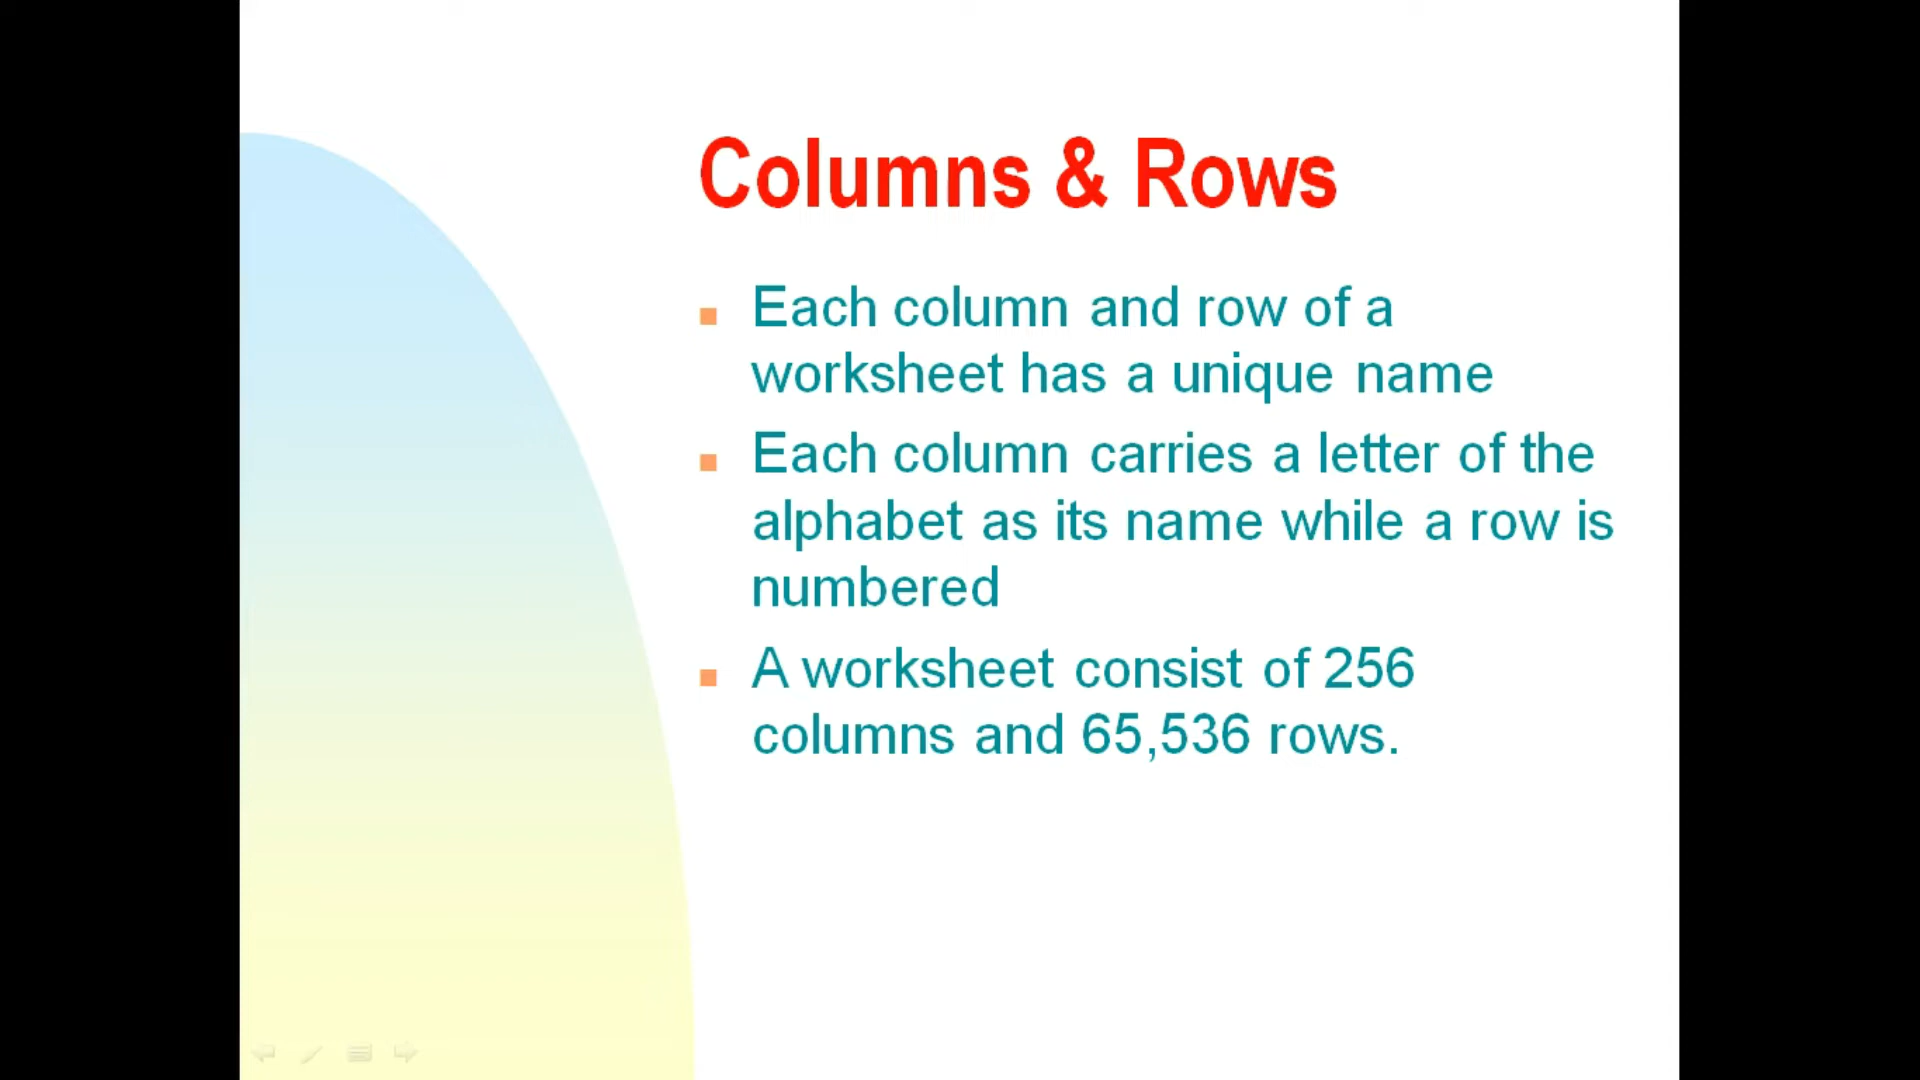 Columns & Rows
Each column and row of a
worksheet has a unique name
Each column carries a letter of the
alphabet as its name while a row is
numbered
A worksheet consist of 256
columns and 65,536 rows.